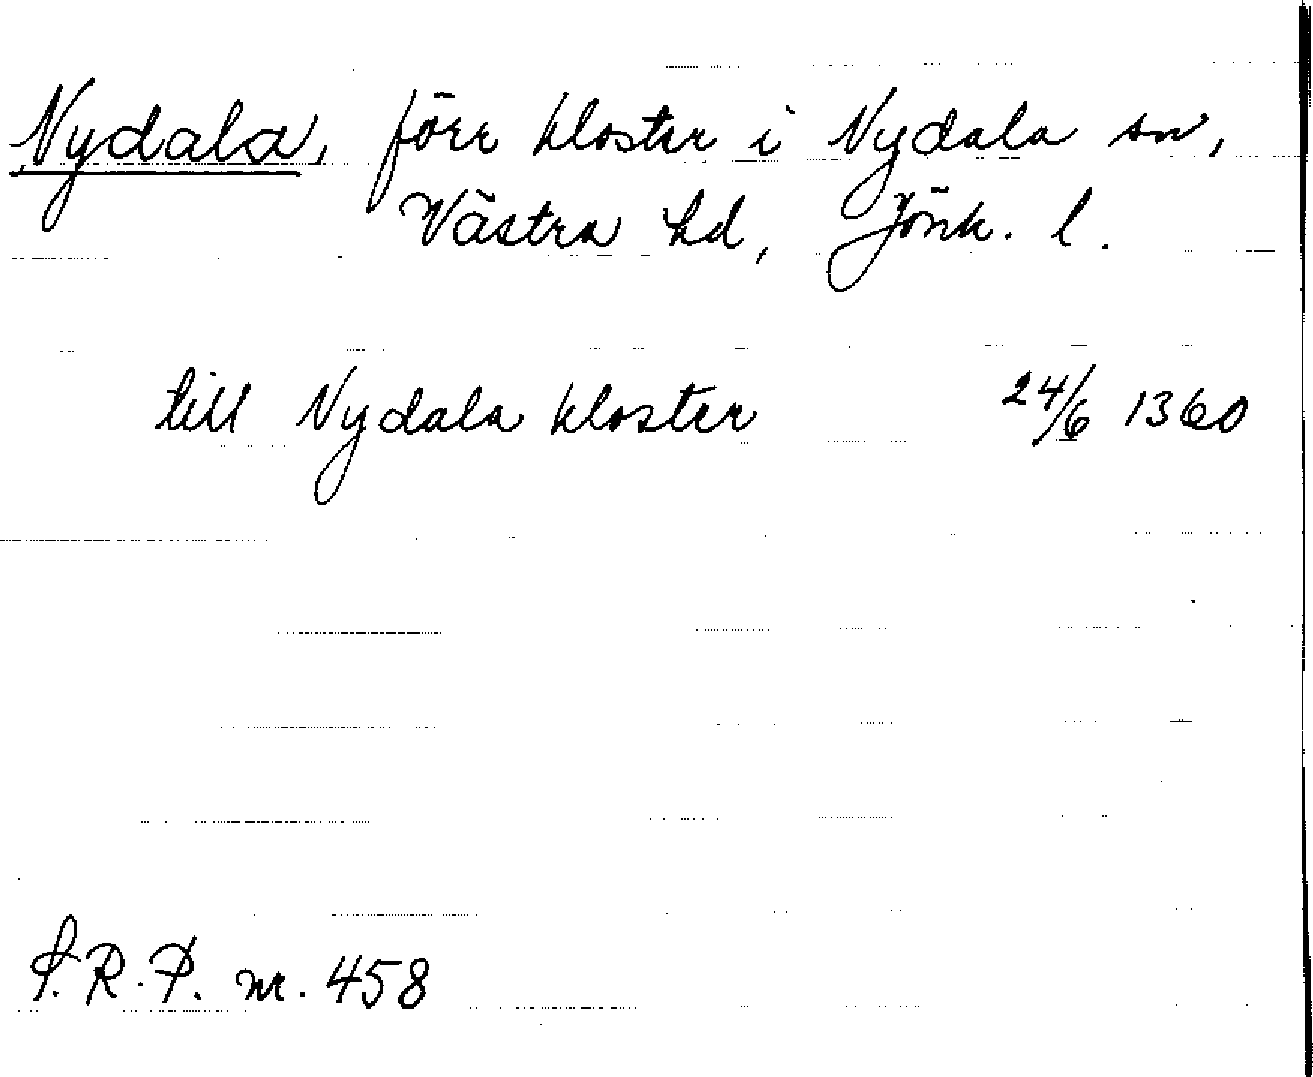 Nydala, förr kloster i Nydala sn,
Västra hd, Jönk. l.
till Nydala kloster 24/6 1360
S.R.P. nr. 458